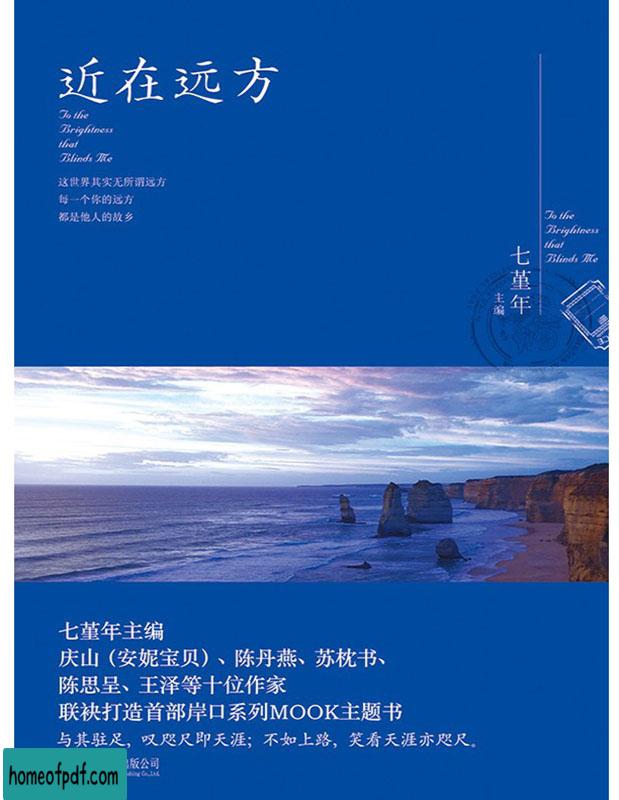 近在远方
To the
Brightness
that
Blinds Me
这世界其实无所谓远方
每一个你的远方
都是他人的故乡
To the
Brightness
that
Blinds Me
七堇年
主编
七堇年主编
庆山（安妮宝贝）、陈丹燕、苏枕书、
陈思呈、王泽等十位作家
联袂打造首部岸口系列MOOK主题书
与其驻足，叹咫尺即天涯；不如上路，笑看天涯亦咫尺。
出版公司
homeofpdf.com